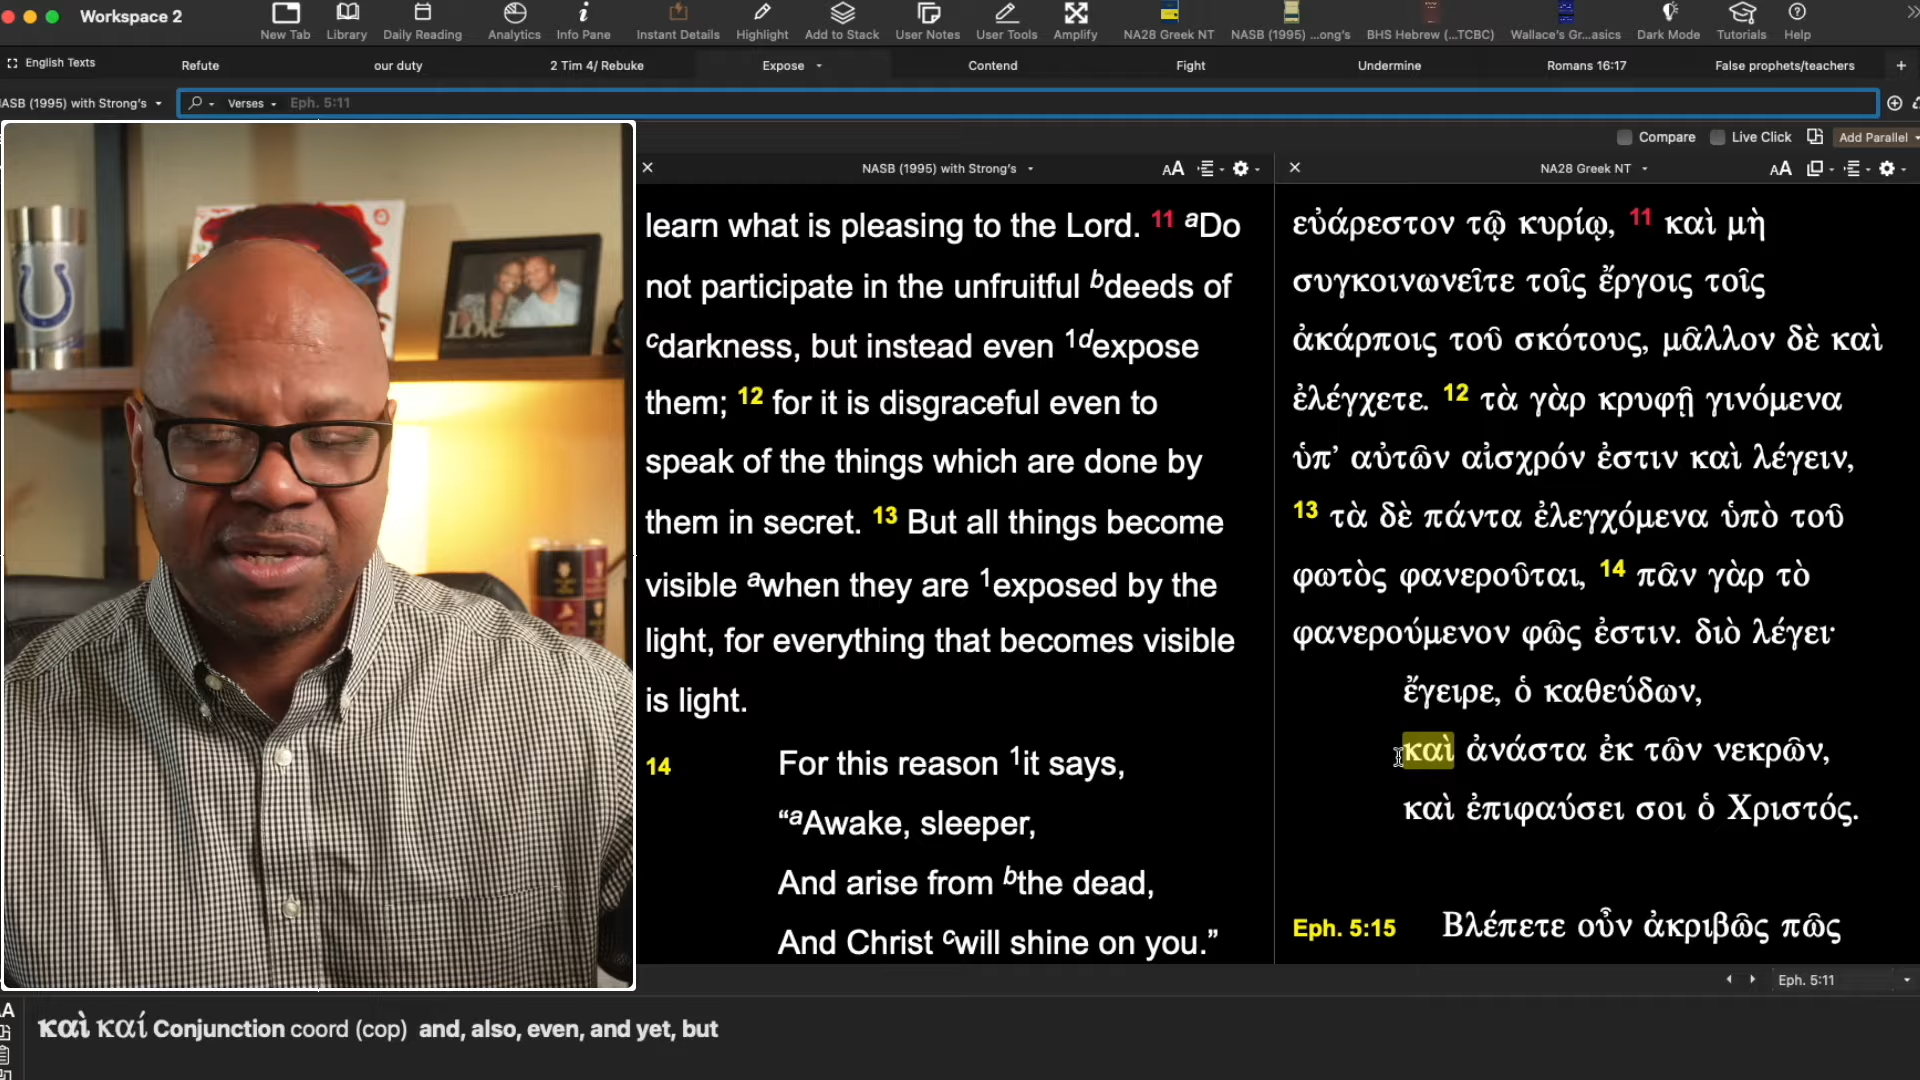 Workspace 2
New Tab Library Daily Reading Analytics Info Pane Instant Details Highlight Add to Stack User Notes User Tools Amplify NA28 Greek NT NASB (1995) ...ong's BHS Hebrew (...TCBC) Wallace's Gr...asics Dark Mode Tutorials Help
English Texts Refute our duty 2 Tim 4/ Rebuke Expose Contend Fight Undermine Romans 16:17 False prophets/teachers
ASB (1995) with Strong's Verses Eph. 5:11
Compare Live Click Add Parallel
NASB (1995) with Strong's
learn what is pleasing to the Lord. 11 aDo
not participate in the unfruitful bdeeds of
cdarkness, but instead even 1dexpose
them; 12 for it is disgraceful even to
speak of the things which are done by
them in secret. 13 But all things become
visible awhen they are 1exposed by the
light, for everything that becomes visible
is light.
14 For this reason 1it says,
“aAwake, sleeper,
And arise from bthe dead,
And Christ cwill shine on you.”
NA28 Greek NT
εὐάρεστον τῷ κυρίῳ, 11 καὶ μὴ
συγκοινωνεῖτε τοῖς ἔργοις τοῖς
ἀκάρποις τοῦ σκότους, μᾶλλον δὲ καὶ
ἐλέγχετε. 12 τὰ γὰρ κρυφῇ γινόμενα
ὑπ’ αὐτῶν αἰσχρόν ἐστιν καὶ λέγειν,
13 τὰ δὲ πάντα ἐλεγχόμενα ὑπὸ τοῦ
φωτὸς φανεροῦται, 14 πᾶν γὰρ τὸ
φανερούμενον φῶς ἐστιν. διὸ λέγει·
ἔγειρε, ὁ καθεύδων,
καὶ ἀνάστα ἐκ τῶν νεκρῶν,
καὶ ἐπιφαύσει σοι ὁ Χριστός.
Eph. 5:15 Βλέπετε οὖν ἀκριβῶς πῶς
Eph. 5:11
Love
καὶ καί Conjunction coord (cop) and, also, even, and yet, but